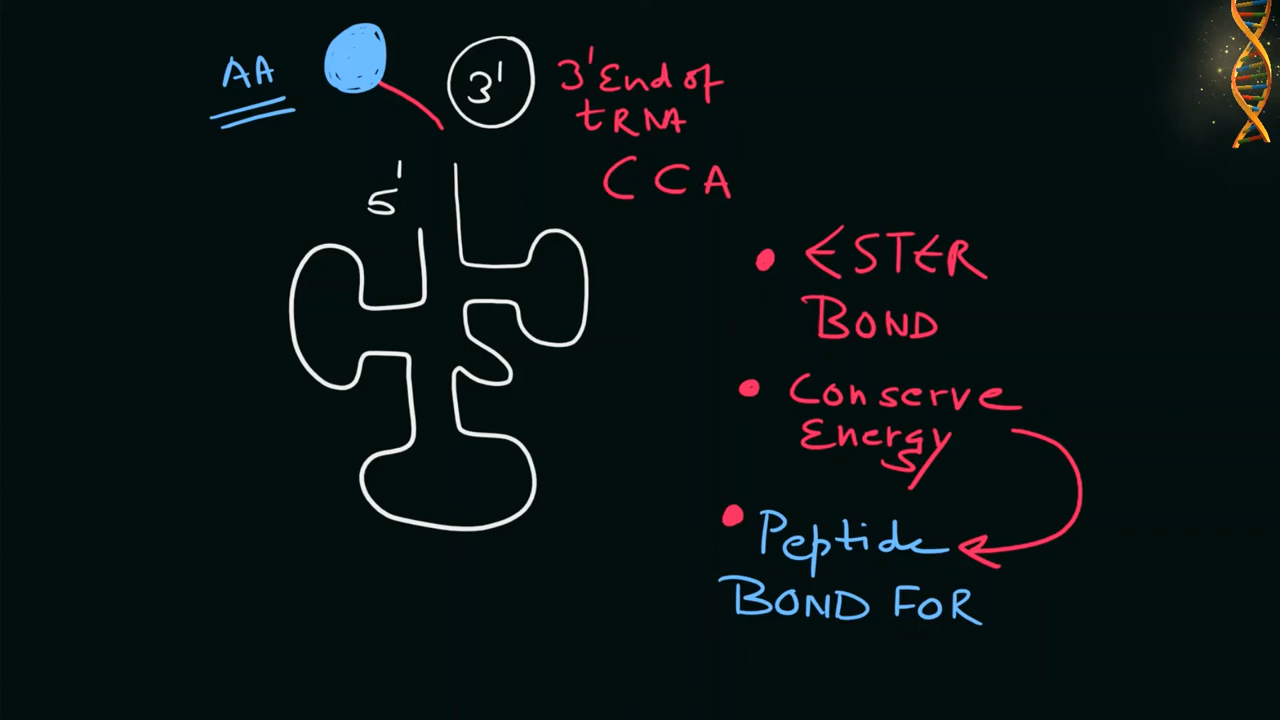 AA
3'
3' End of
tRNA
CCA
5'
• ESTER
BOND
• Conserve
Energy
• Peptide
BOND FOR